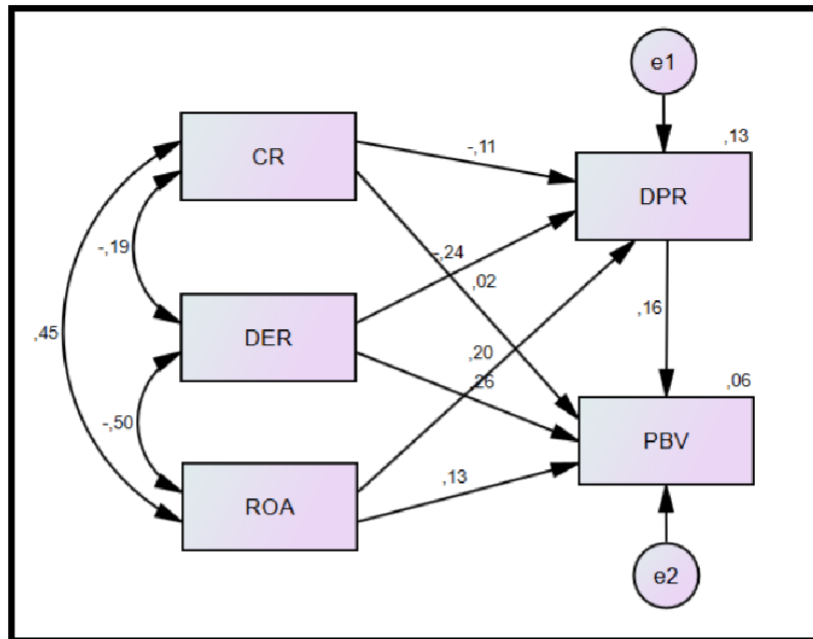 e1
,13
CR
-,11
DPR
-,19
-,24
,02
,45
DER
,20
,16
,26
,06
-,50
PBV
ROA
,13
e2